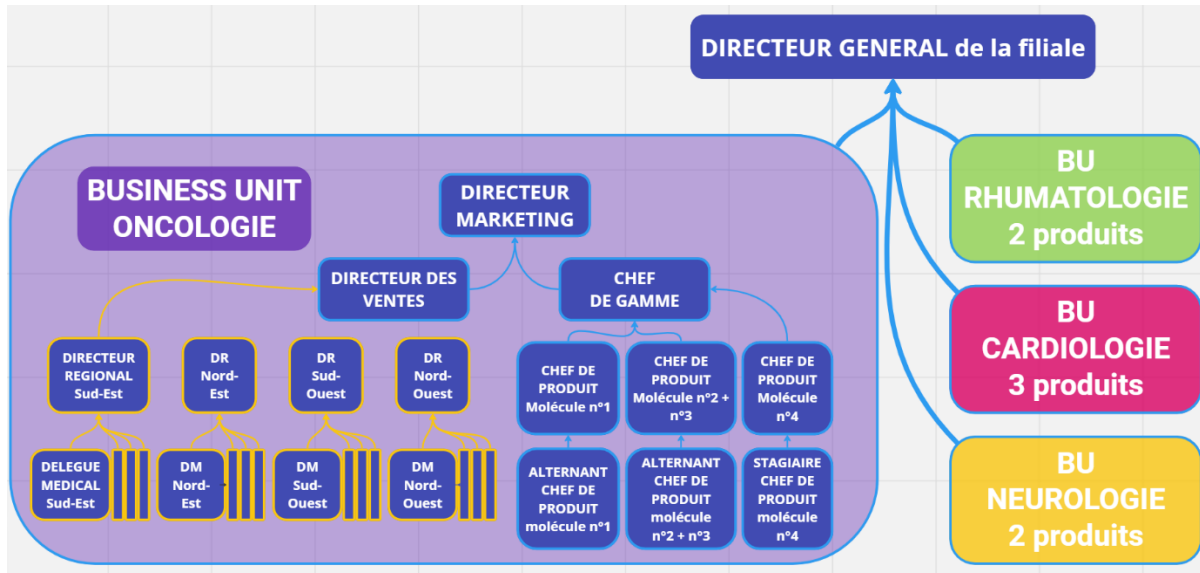 DIRECTEUR GENERAL de la filiale
BUSINESS UNIT
ONCOLOGIE
DIRECTEUR
MARKETING
DIRECTEUR DES
VENTES
CHEF
DE GAMME
DIRECTEUR
REGIONAL
Sud-Est
DR
Nord-
Est
DR
Sud-
Ouest
DR
Nord-
Ouest
CHEF DE
PRODUIT
Molécule n°1
CHEF DE
PRODUIT
Molécule n°2 +
n°3
CHEF DE
PRODUIT
Molécule
n°4
DELEGUE
MEDICAL
Sud-Est
DM
Nord-
Est
DM
Sud-
Ouest
DM
Nord-
Ouest
ALTERNANT
CHEF DE
PRODUIT
molécule n°1
ALTERNANT
CHEF DE
PRODUIT
molécule
n°2 + n°3
STAGIAIRE
CHEF DE
PRODUIT
molécule
n°4
BU
RHUMATOLOGIE
2 produits
BU
CARDIOLOGIE
3 produits
BU
NEUROLOGIE
2 produits